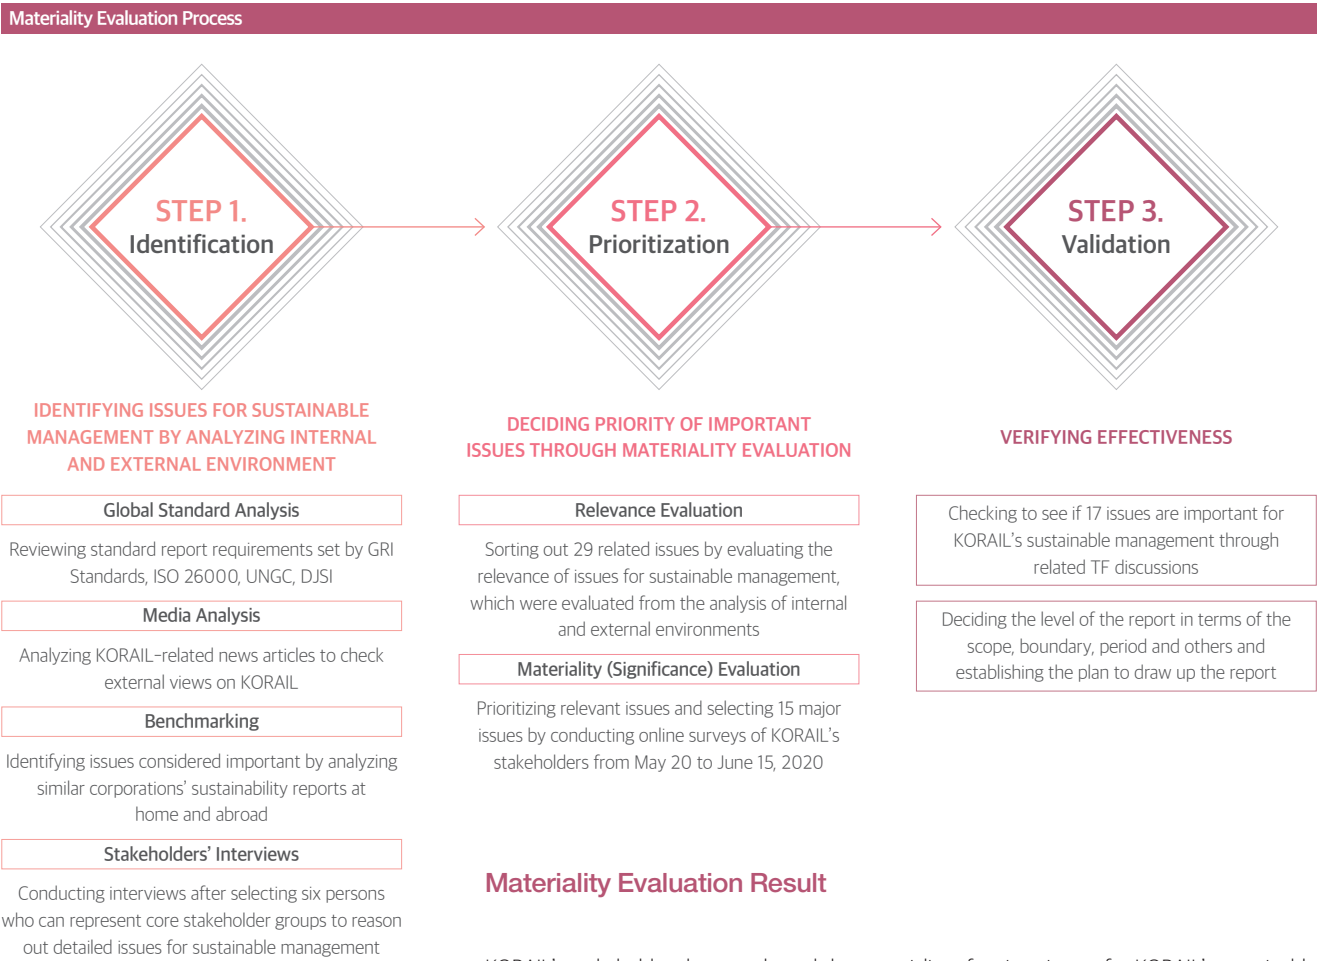 Materiality Evaluation Process
STEP 1.
Identification
STEP 2.
Prioritization
STEP 3.
Validation
IDENTIFYING ISSUES FOR SUSTAINABLE
MANAGEMENT BY ANALYZING INTERNAL
AND EXTERNAL ENVIRONMENT
Global Standard Analysis
Reviewing standard report requirements set by GRI
Standards, ISO 26000, UNGC, DJSI
Media Analysis
Analyzing KORAIL-related news articles to check
external views on KORAIL
Benchmarking
Identifying issues considered important by analyzing
similar corporations' sustainability reports at
home and abroad
Stakeholders' Interviews
Conducting interviews after selecting six persons
who can represent core stakeholder groups to reason
out detailed issues for sustainable management
DECIDING PRIORITY OF IMPORTANT
ISSUES THROUGH MATERIALITY EVALUATION
Relevance Evaluation
Sorting out 29 related issues by evaluating the
relevance of issues for sustainable management,
which were evaluated from the analysis of internal
and external environments
Materiality (Significance) Evaluation
Prioritizing relevant issues and selecting 15 major
issues by conducting online surveys of KORAIL's
stakeholders from May 20 to June 15, 2020
VERIFYING EFFECTIVENESS
Checking to see if 17 issues are important for
KORAIL's sustainable management through
related TF discussions
Deciding the level of the report in terms of the
scope, boundary, period and others and
establishing the plan to draw up the report
Materiality Evaluation Result